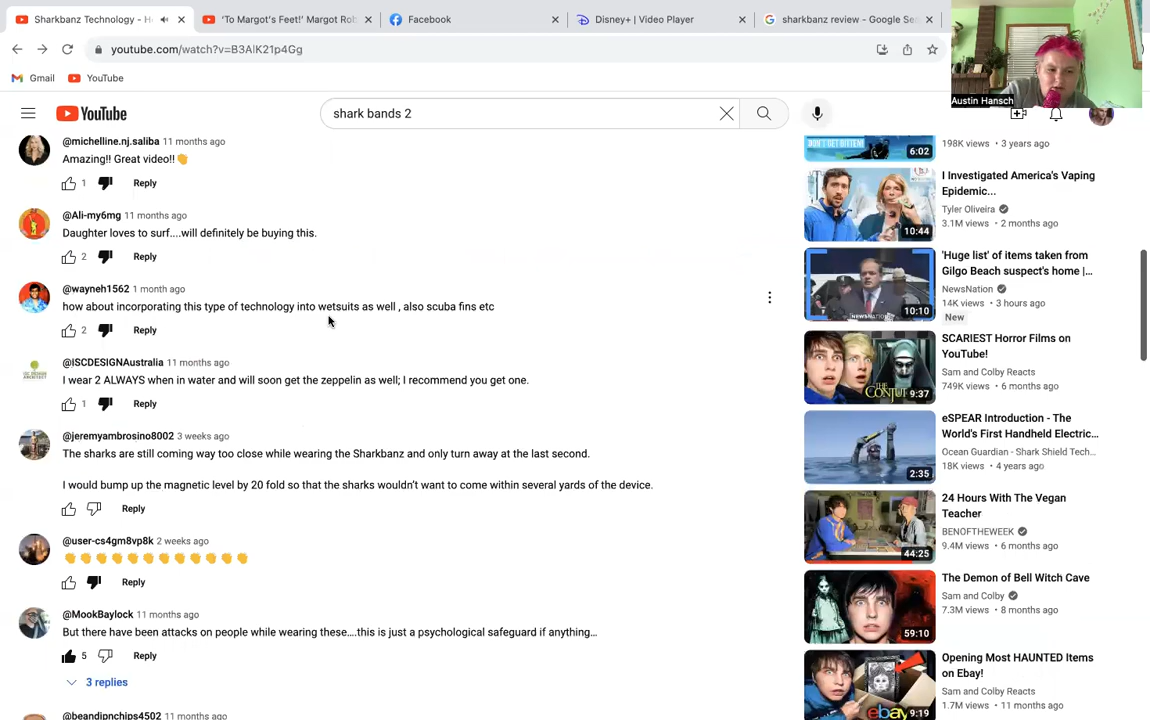 Sharkbanz Technology - H
'To Margot's Feet!' Margot Rob
Facebook
Disney+ | Video Player
sharkbanz review - Google Se
youtube.com/watch?v=B3AlK21p4Gg
Gmail
YouTube
Austin Hansch
YouTube
shark bands 2
@michelline.nj.saliba 11 months ago
Amazing!! Great video!!👏
1 Reply
@Ali-my6mg 11 months ago
Daughter loves to surf....will definitely be buying this.
2 Reply
@wayneh1562 1 month ago
how about incorporating this type of technology into wetsuits as well , also scuba fins etc
2 Reply
@ISCDESIGNAustralia 11 months ago
I wear 2 ALWAYS when in water and will soon get the zeppelin as well; I recommend you get one.
1 Reply
@jeremyambrosino8002 3 weeks ago
The sharks are still coming way too close while wearing the Sharkbanz and only turn away at the last second.
I would bump up the magnetic level by 20 fold so that the sharks wouldn't want to come within several yards of the device.
Reply
@user-cs4gm8vp8k 2 weeks ago
👏👏👏👏👏👏👏👏👏👏👏👏
Reply
@MookBaylock 11 months ago
But there have been attacks on people while wearing these....this is just a psychological safeguard if anything...
5 Reply
3 replies
@beandipnchips4502 11 months ago
DON'T GET BITTEN!
6:02
198K views • 3 years ago
10:44
I Investigated America's Vaping
Epidemic...
Tyler Oliveira
3.1M views • 2 months ago
10:10
'Huge list' of items taken from
Gilgo Beach suspect's home |...
NewsNation
14K views • 3 hours ago
New
THE CONJUR
9:37
SCARIEST Horror Films on
YouTube!
Sam and Colby Reacts
749K views • 6 months ago
2:35
eSPEAR Introduction - The
World's First Handheld Electric...
Ocean Guardian - Shark Shield Tech...
18K views • 4 years ago
44:25
24 Hours With The Vegan
Teacher
BENOFTHEWEEK
9.4M views • 6 months ago
59:10
The Demon of Bell Witch Cave
Sam and Colby
7.3M views • 8 months ago
ebay
9:19
Opening Most HAUNTED Items
on Ebay!
Sam and Colby Reacts
1.7M views • 11 months ago